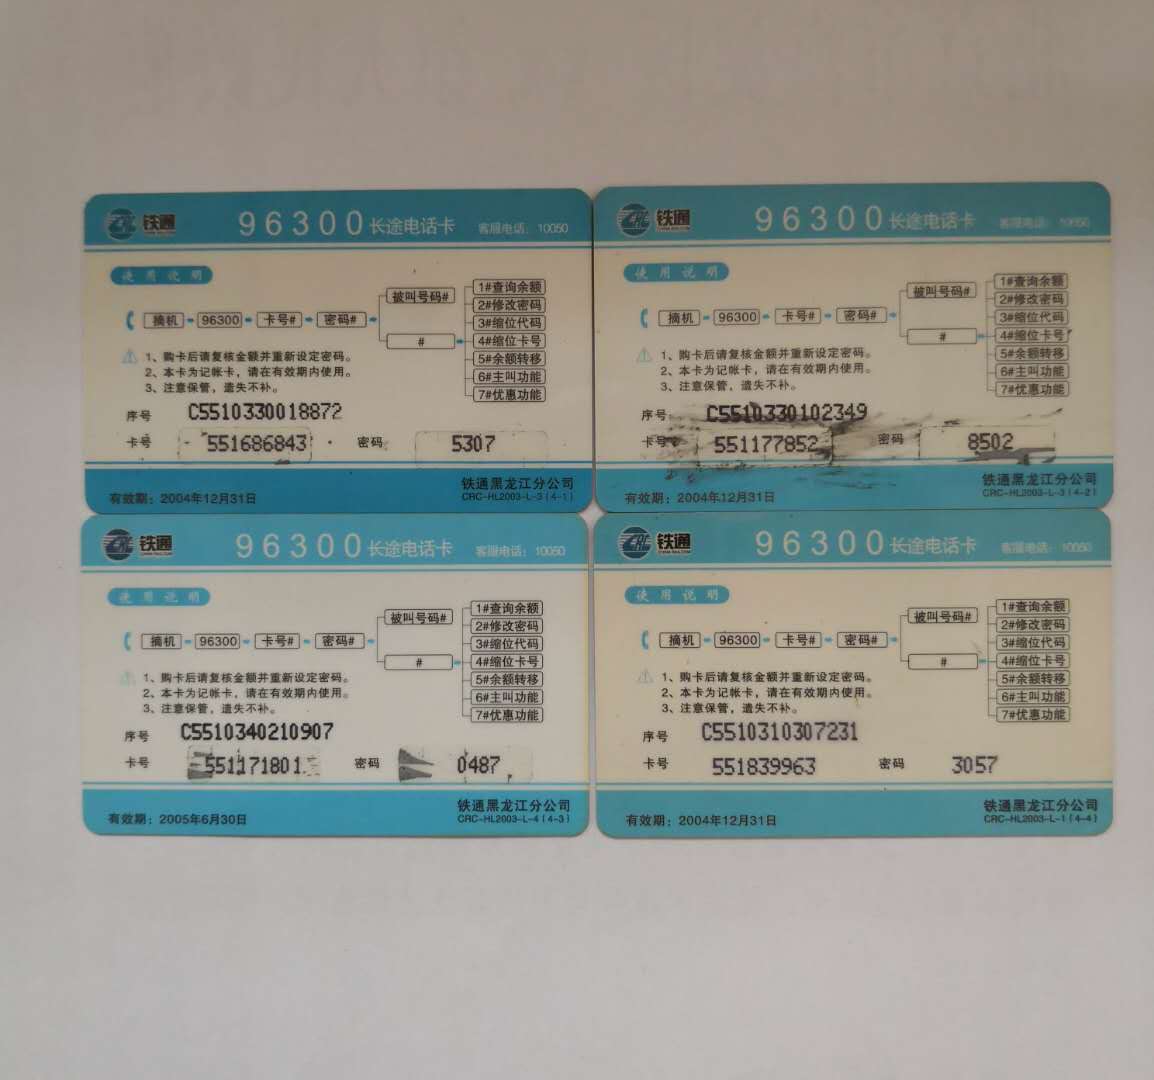 铁通 96300长途电话卡 客服电话：10050
使用说明
摘机 96300 卡号# 密码#
被叫号码#
#
1#查询余额
2#修改密码
3#缩位代码
4#缩位卡号
5#余额转移
6#主叫功能
7#优惠功能
1、购卡后请复核金额并重新设定密码。
2、本卡为记帐卡，请在有效期内使用。
3、注意保管，遗失不补。
序号 C5510330018872
卡号 551686843 密码 5307
铁通黑龙江分公司
有效期：2004年12月31日 CRC-HL2003-L-3(4-1)
铁通 96300长途电话卡 客服电话：10050
使用说明
摘机 96300 卡号# 密码#
被叫号码#
#
1#查询余额
2#修改密码
3#缩位代码
4#缩位卡号
5#余额转移
6#主叫功能
7#优惠功能
1、购卡后请复核金额并重新设定密码。
2、本卡为记帐卡，请在有效期内使用。
3、注意保管，遗失不补。
序号 C5510330102349
卡号 551177852 密码 8502
铁通黑龙江分公司
有效期：2004年12月31日 CRC-HL2003-L-3(4-2)
铁通 96300长途电话卡 客服电话：10050
使用说明
摘机 96300 卡号# 密码#
被叫号码#
#
1#查询余额
2#修改密码
3#缩位代码
4#缩位卡号
5#余额转移
6#主叫功能
7#优惠功能
1、购卡后请复核金额并重新设定密码。
2、本卡为记帐卡，请在有效期内使用。
3、注意保管，遗失不补。
序号 C5510340210907
卡号 551171801 密码 0487
铁通黑龙江分公司
有效期：2005年6月30日 CRC-HL2003-L-4(4-3)
铁通 96300长途电话卡 客服电话：10050
使用说明
摘机 96300 卡号# 密码#
被叫号码#
#
1#查询余额
2#修改密码
3#缩位代码
4#缩位卡号
5#余额转移
6#主叫功能
7#优惠功能
1、购卡后请复核金额并重新设定密码。
2、本卡为记帐卡，请在有效期内使用。
3、注意保管，遗失不补。
序号 C5510310307231
卡号 551839963 密码 3057
铁通黑龙江分公司
有效期：2004年12月31日 CRC-HL2003-L-1(4-4)